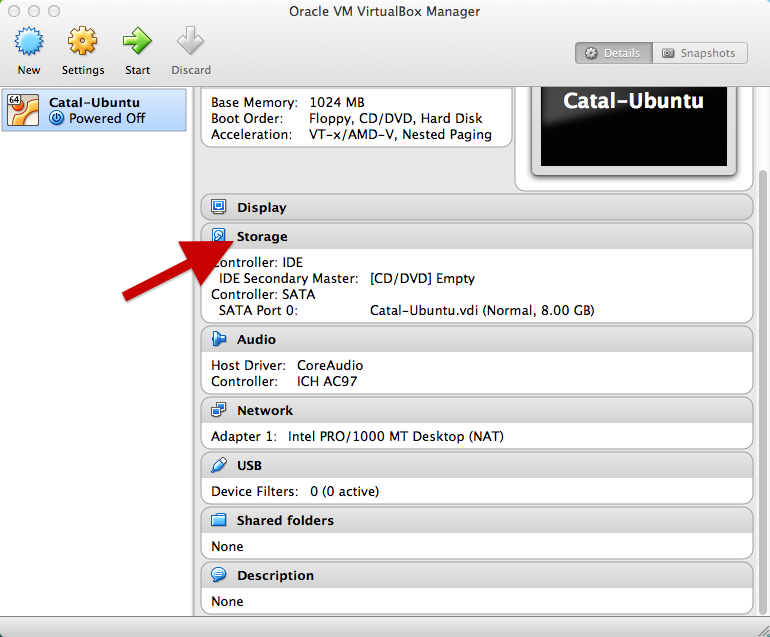 Oracle VM VirtualBox Manager
New Settings Start Discard
Details Snapshots
64
Catal-Ubuntu
Powered Off
Base Memory: 1024 MB
Boot Order: Floppy, CD/DVD, Hard Disk
Acceleration: VT-x/AMD-V, Nested Paging
Catal-Ubuntu
Display
Storage
Controller: IDE
IDE Secondary Master: [CD/DVD] Empty
Controller: SATA
SATA Port 0: Catal-Ubuntu.vdi (Normal, 8.00 GB)
Audio
Host Driver: CoreAudio
Controller: ICH AC97
Network
Adapter 1: Intel PRO/1000 MT Desktop (NAT)
USB
Device Filters: 0 (0 active)
Shared folders
None
Description
None